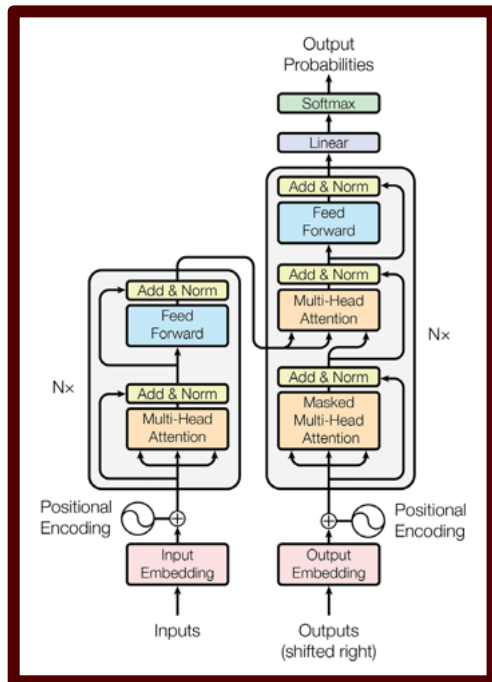 Output
Probabilities
Softmax
Linear
Add & Norm
Feed
Forward
Add & Norm
Multi-Head
Attention
Add & Norm
Masked
Multi-Head
Attention
Nx
Add & Norm
Feed
Forward
Add & Norm
Multi-Head
Attention
Nx
Positional
Encoding
Positional
Encoding
Input
Embedding
Output
Embedding
Inputs
Outputs
(shifted right)